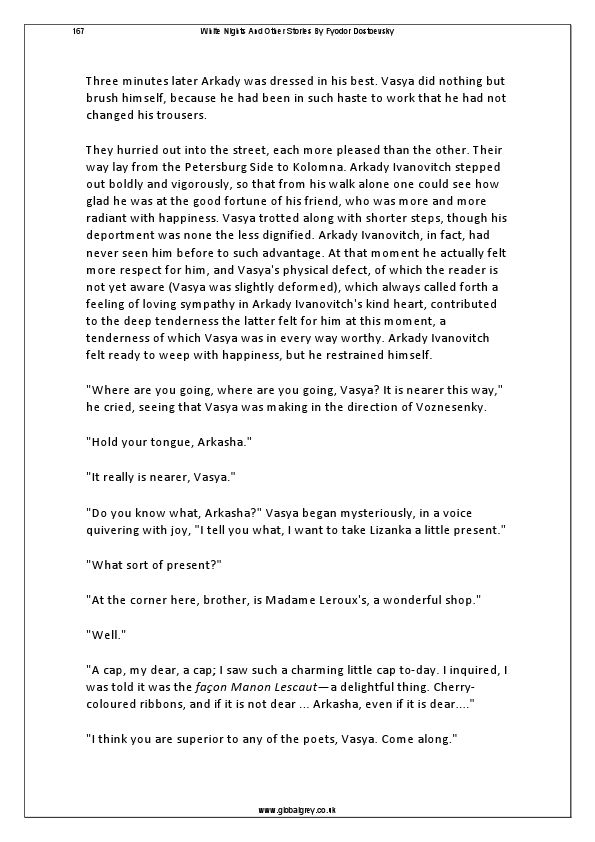 167 White Nights And Other Stories By Fyodor Dostoevsky
Three minutes later Arkady was dressed in his best. Vasya did nothing but
brush himself, because he had been in such haste to work that he had not
changed his trousers.
They hurried out into the street, each more pleased than the other. Their
way lay from the Petersburg Side to Kolomna. Arkady Ivanovitch stepped
out boldly and vigorously, so that from his walk alone one could see how
glad he was at the good fortune of his friend, who was more and more
radiant with happiness. Vasya trotted along with shorter steps, though his
deportment was none the less dignified. Arkady Ivanovitch, in fact, had
never seen him before to such advantage. At that moment he actually felt
more respect for him, and Vasya's physical defect, of which the reader is
not yet aware (Vasya was slightly deformed), which always called forth a
feeling of loving sympathy in Arkady Ivanovitch's kind heart, contributed
to the deep tenderness the latter felt for him at this moment, a
tenderness of which Vasya was in every way worthy. Arkady Ivanovitch
felt ready to weep with happiness, but he restrained himself.
"Where are you going, where are you going, Vasya? It is nearer this way,"
he cried, seeing that Vasya was making in the direction of Voznesenky.
"Hold your tongue, Arkasha."
"It really is nearer, Vasya."
"Do you know what, Arkasha?" Vasya began mysteriously, in a voice
quivering with joy, "I tell you what, I want to take Lizanka a little present."
"What sort of present?"
"At the corner here, brother, is Madame Leroux's, a wonderful shop."
"Well."
"A cap, my dear, a cap; I saw such a charming little cap to-day. I inquired, I
was told it was the façon Manon Lescaut—a delightful thing. Cherry-
coloured ribbons, and if it is not dear ... Arkasha, even if it is dear...."
"I think you are superior to any of the poets, Vasya. Come along."
www.globalgrey.co.uk